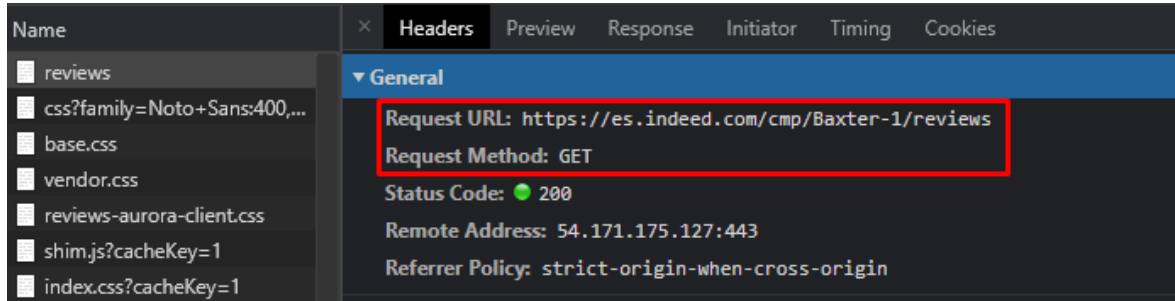 Name
reviews
css?family=Noto+Sans:400,...
base.css
vendor.css
reviews-aurora-client.css
shim.js?cacheKey=1
index.css?cacheKey=1
× Headers Preview Response Initiator Timing Cookies
▼ General
Request URL: https://es.indeed.com/cmp/Baxter-1/reviews
Request Method: GET
Status Code: 200
Remote Address: 54.171.175.127:443
Referrer Policy: strict-origin-when-cross-origin